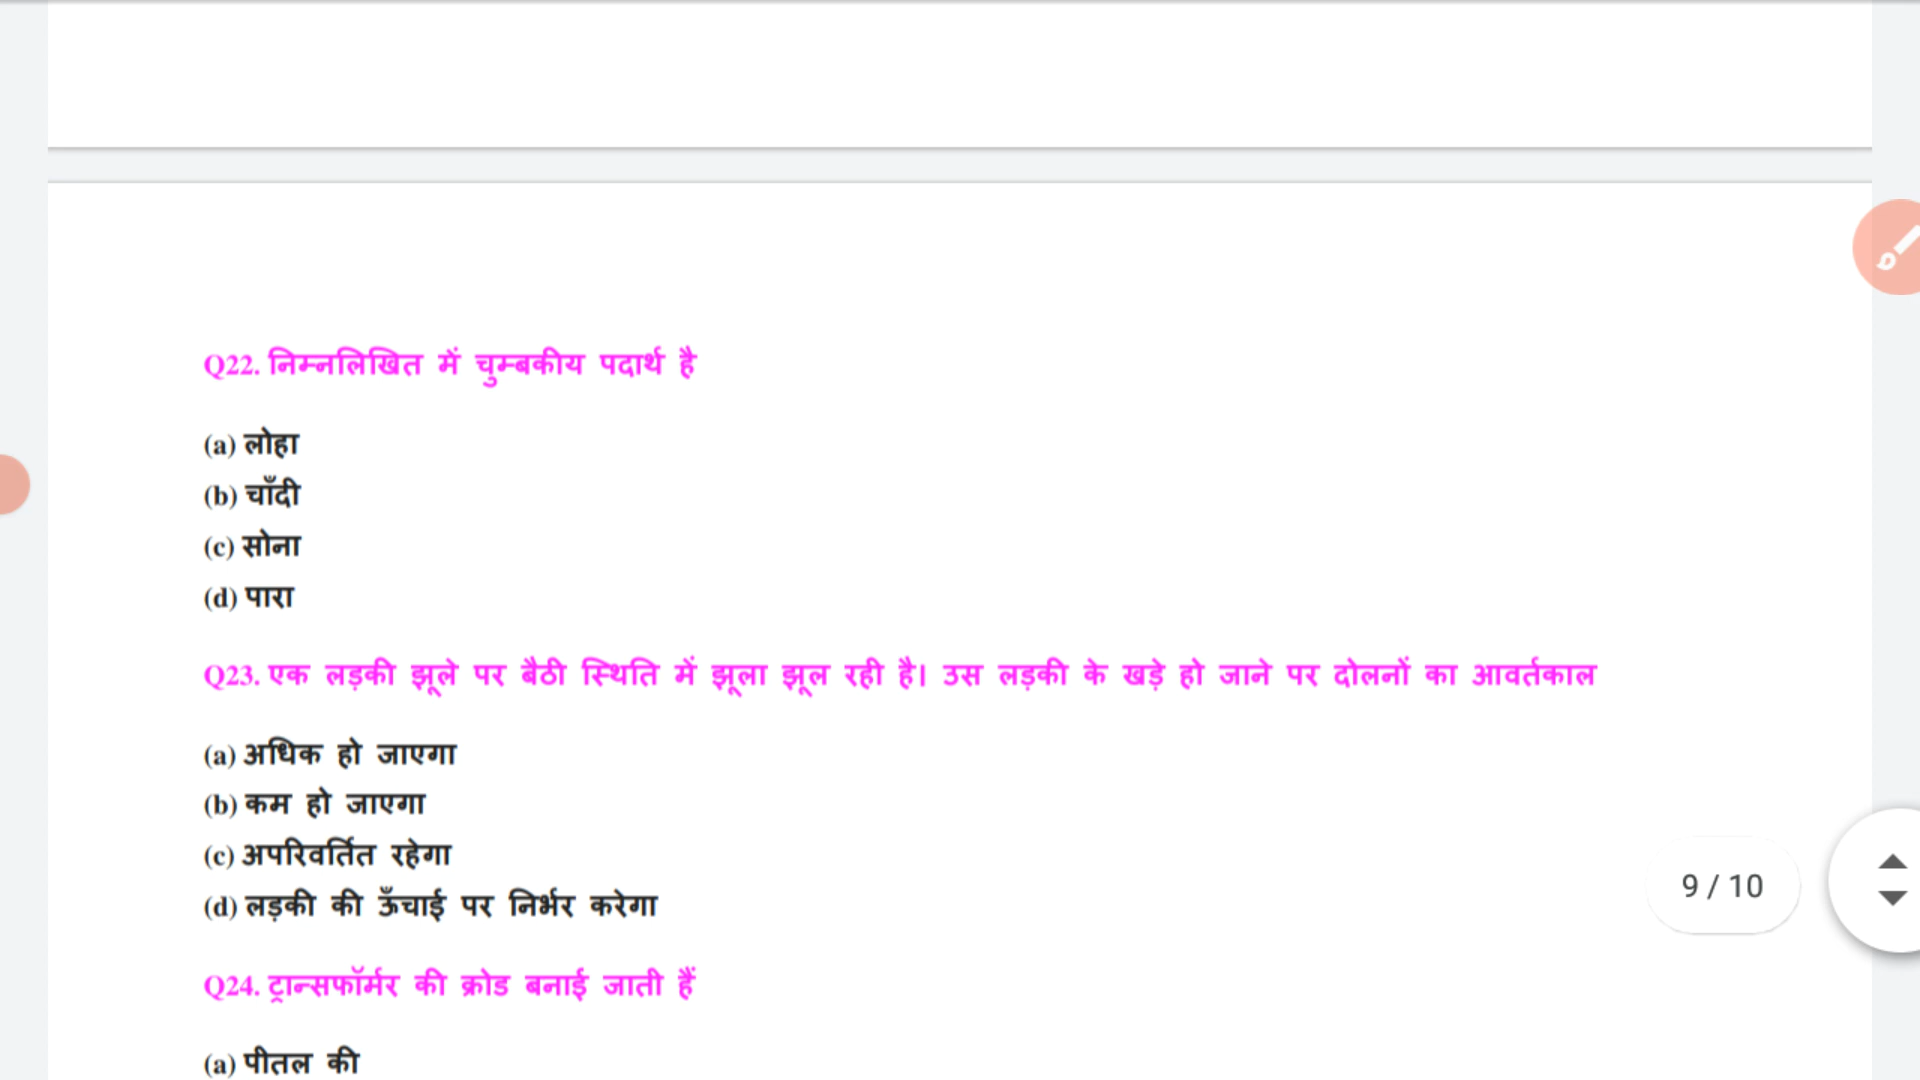 Q22. निम्नलिखित में चुम्बकीय पदार्थ है
(a) लोहा
(b) चाँदी
(c) सोना
(d) पारा
Q23. एक लड़की झूले पर बैठी स्थिति में झूला झूल रही है। उस लड़की के खड़े हो जाने पर दोलनों का आवर्तकाल
(a) अधिक हो जाएगा
(b) कम हो जाएगा
(c) अपरिवर्तित रहेगा
(d) लड़की की ऊँचाई पर निर्भर करेगा
9 / 10
Q24. ट्रान्सफॉर्मर की क्रोड बनाई जाती हैं
(a) पीतल की